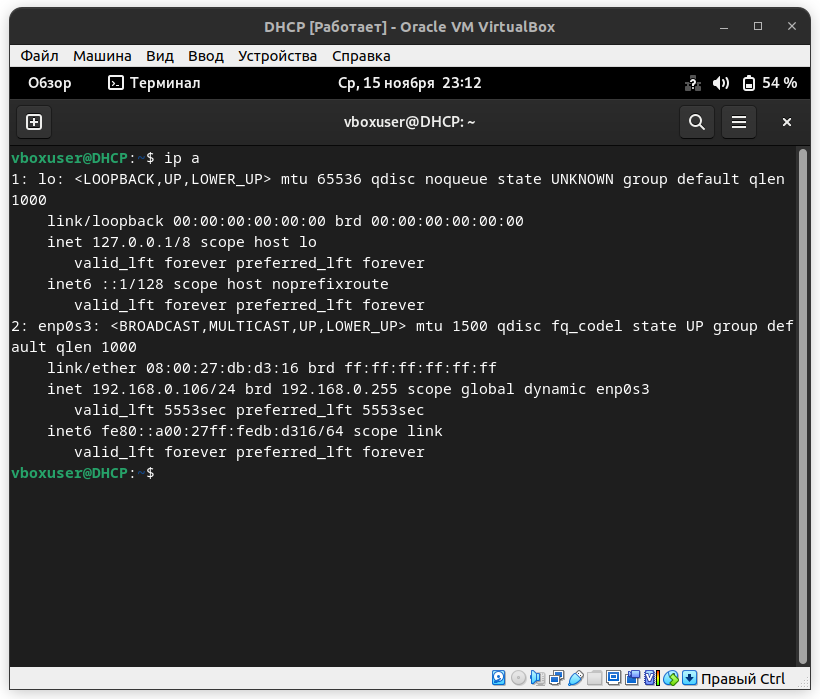 DHCP [Работает] - Oracle VM VirtualBox
Файл Машина Вид Ввод Устройства Справка
Обзор Терминал Ср, 15 ноября 23:12 54 %
vboxuser@DHCP: ~
vboxuser@DHCP:~$ ip a
1: lo: <LOOPBACK,UP,LOWER_UP> mtu 65536 qdisc noqueue state UNKNOWN group default qlen
1000
    link/loopback 00:00:00:00:00:00 brd 00:00:00:00:00:00
    inet 127.0.0.1/8 scope host lo
       valid_lft forever preferred_lft forever
    inet6 ::1/128 scope host noprefixroute
       valid_lft forever preferred_lft forever
2: enp0s3: <BROADCAST,MULTICAST,UP,LOWER_UP> mtu 1500 qdisc fq_codel state UP group def
ault qlen 1000
    link/ether 08:00:27:db:d3:16 brd ff:ff:ff:ff:ff:ff
    inet 192.168.0.106/24 brd 192.168.0.255 scope global dynamic enp0s3
       valid_lft 5553sec preferred_lft 5553sec
    inet6 fe80::a00:27ff:fedb:d316/64 scope link
       valid_lft forever preferred_lft forever
vboxuser@DHCP:~$
Правый Ctrl